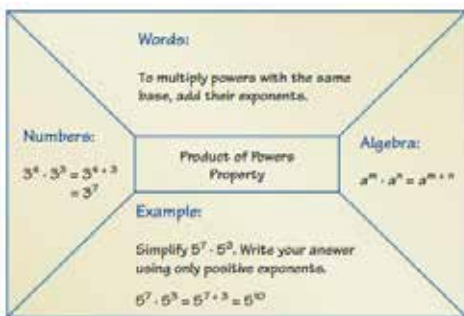 Words:
To multiply powers with the same
base, add their exponents.
Numbers:
3⁴ · 3³ = 3⁴ ⁺ ³
= 3⁷
Product of Powers
Property
Algebra:
aᵐ · aⁿ = aᵐ ⁺ ⁿ
Example:
Simplify 5⁷ · 5³. Write your answer
using only positive exponents.
5⁷ · 5³ = 5⁷ ⁺ ³ = 5¹⁰